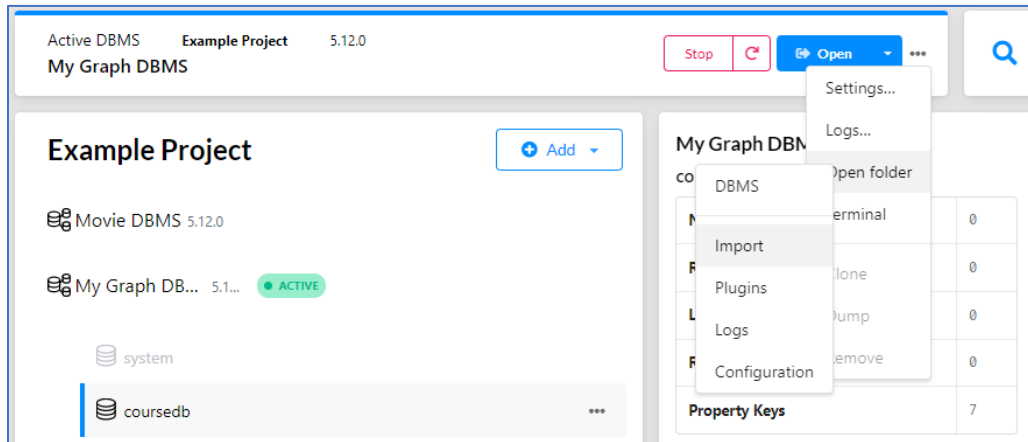 Active DBMS Example Project 5.12.0
My Graph DBMS
Stop
Open
Settings...
Logs...
Open folder
Terminal
Clone
Dump
Remove
DBMS
Import
Plugins
Logs
Configuration
Example Project
Add
Movie DBMS 5.12.0
My Graph DB... 5.1... ACTIVE
system
coursedb
My Graph DBM
co
0
0
0
0
Property Keys 7